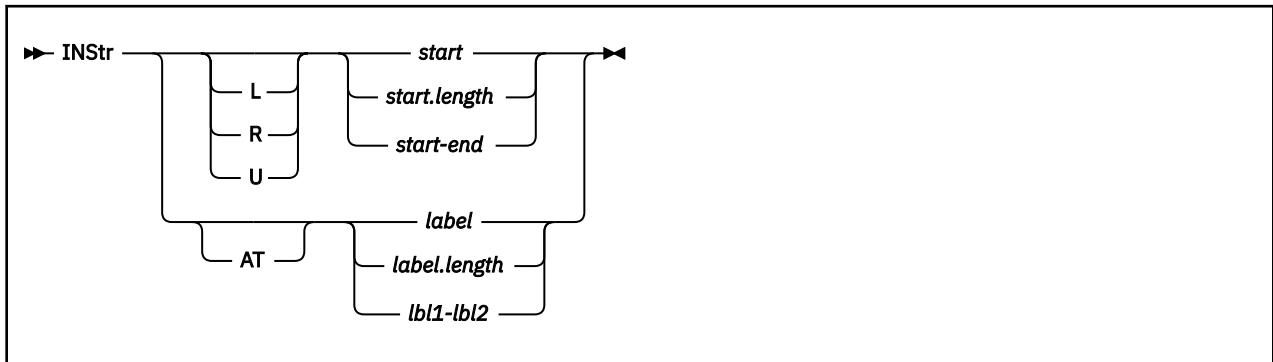 INStr start
L start.length
R start-end
U
label
AT label.length
lbl1-lbl2